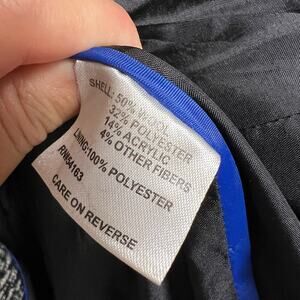 SHELL: 50% WOOL
32% POLYESTER
14% ACRYLIC
4% OTHER FIBERS
LINING:100% POLYESTER
RN#54163
CARE ON REVERSE